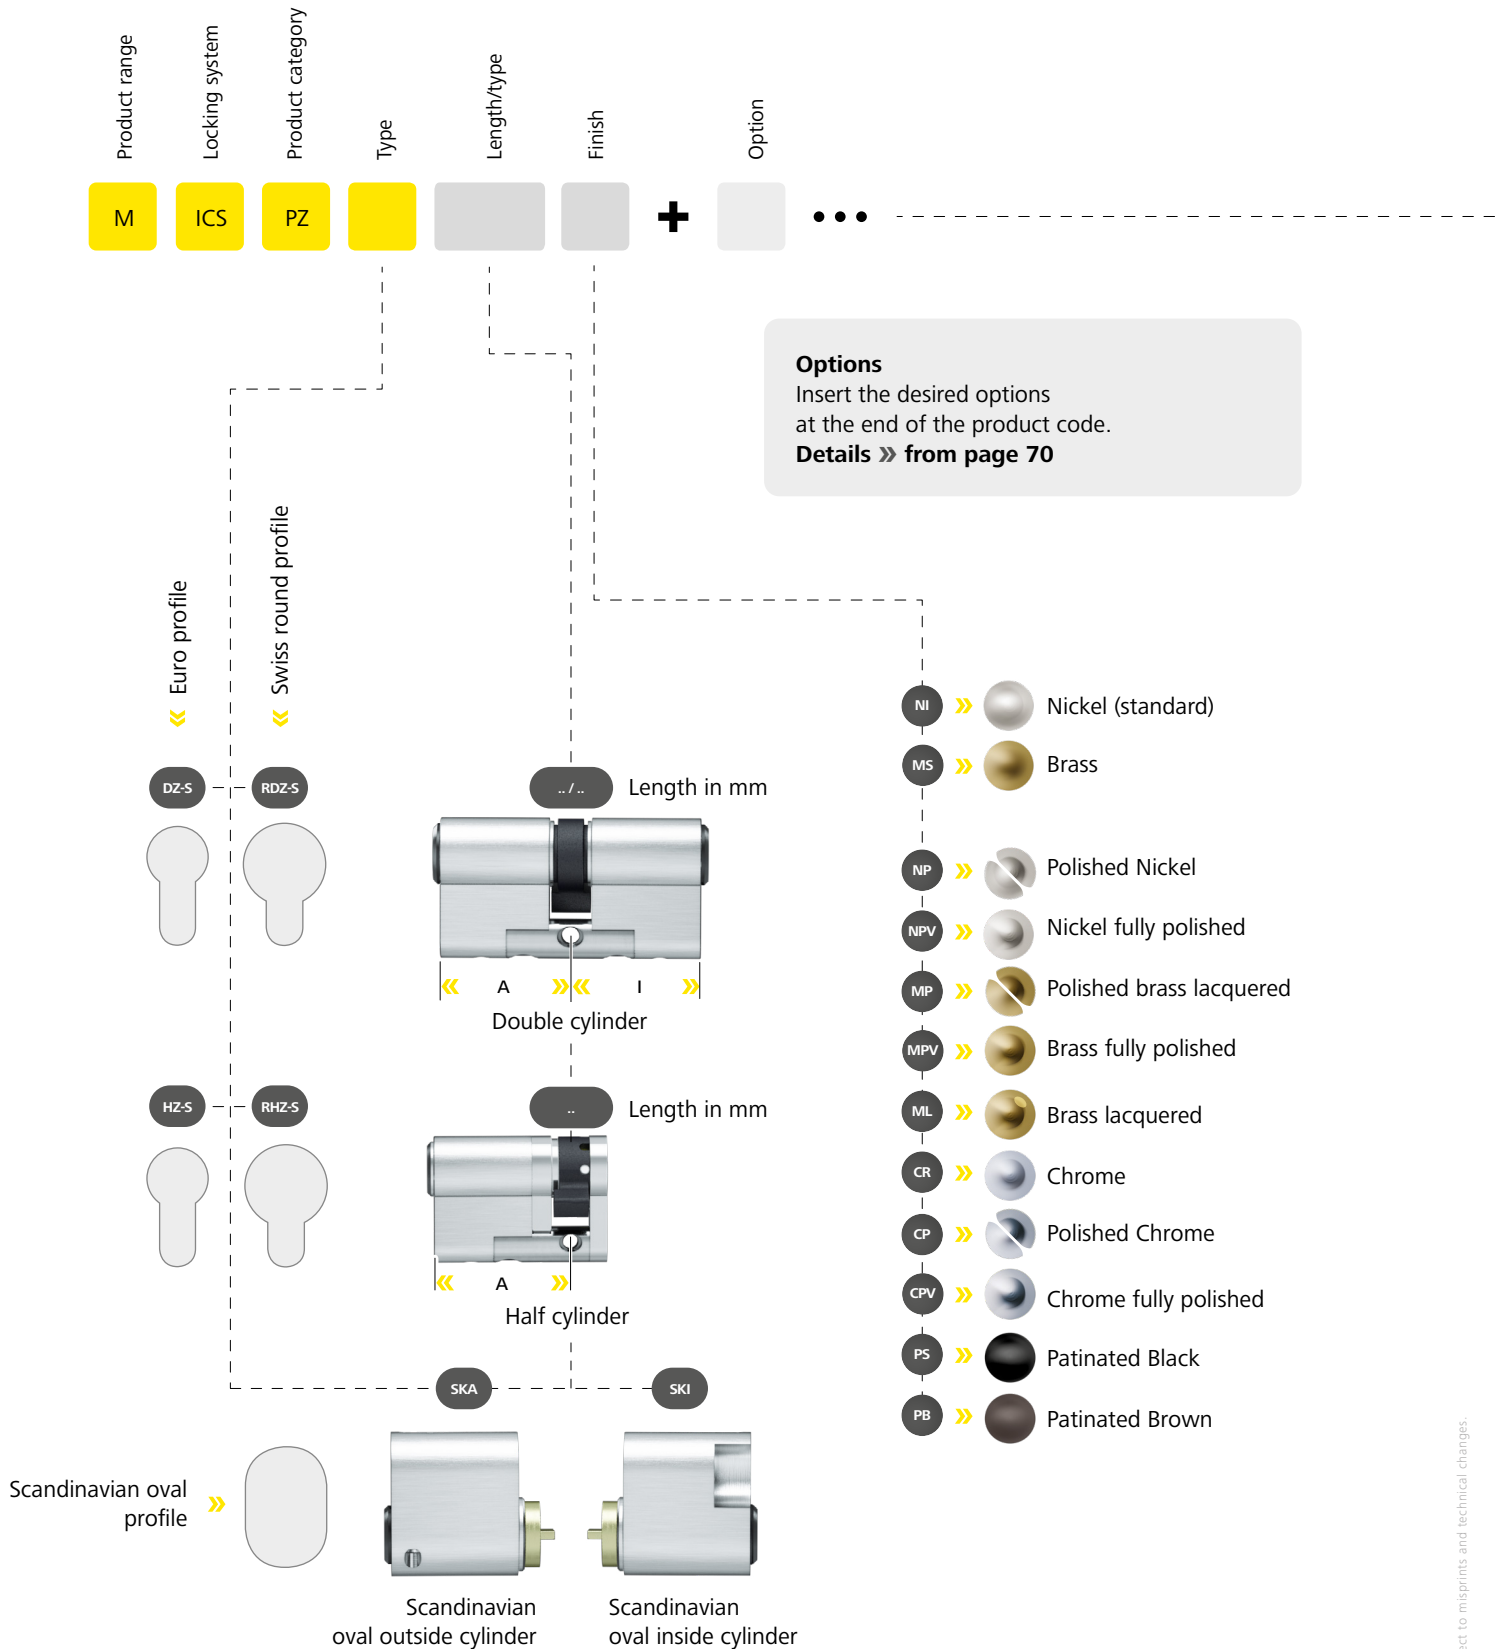 Product range
Locking system
Product category
Type
Length/type
Finish
Option
M
ICS
PZ
Options
Insert the desired options
at the end of the product code.
Details » from page 70
Euro profile
Swiss round profile
DZ-S
RDZ-S
.. / ..
Length in mm
A
I
Double cylinder
HZ-S
RHZ-S
..
Length in mm
A
Half cylinder
SKA
SKI
Scandinavian oval
profile
Scandinavian
oval outside cylinder
Scandinavian
oval inside cylinder
NI
Nickel (standard)
MS
Brass
NP
Polished Nickel
NPV
Nickel fully polished
MP
Polished brass lacquered
MPV
Brass fully polished
ML
Brass lacquered
CR
Chrome
CP
Polished Chrome
CPV
Chrome fully polished
PS
Patinated Black
PB
Patinated Brown
to misprints and technical changes.